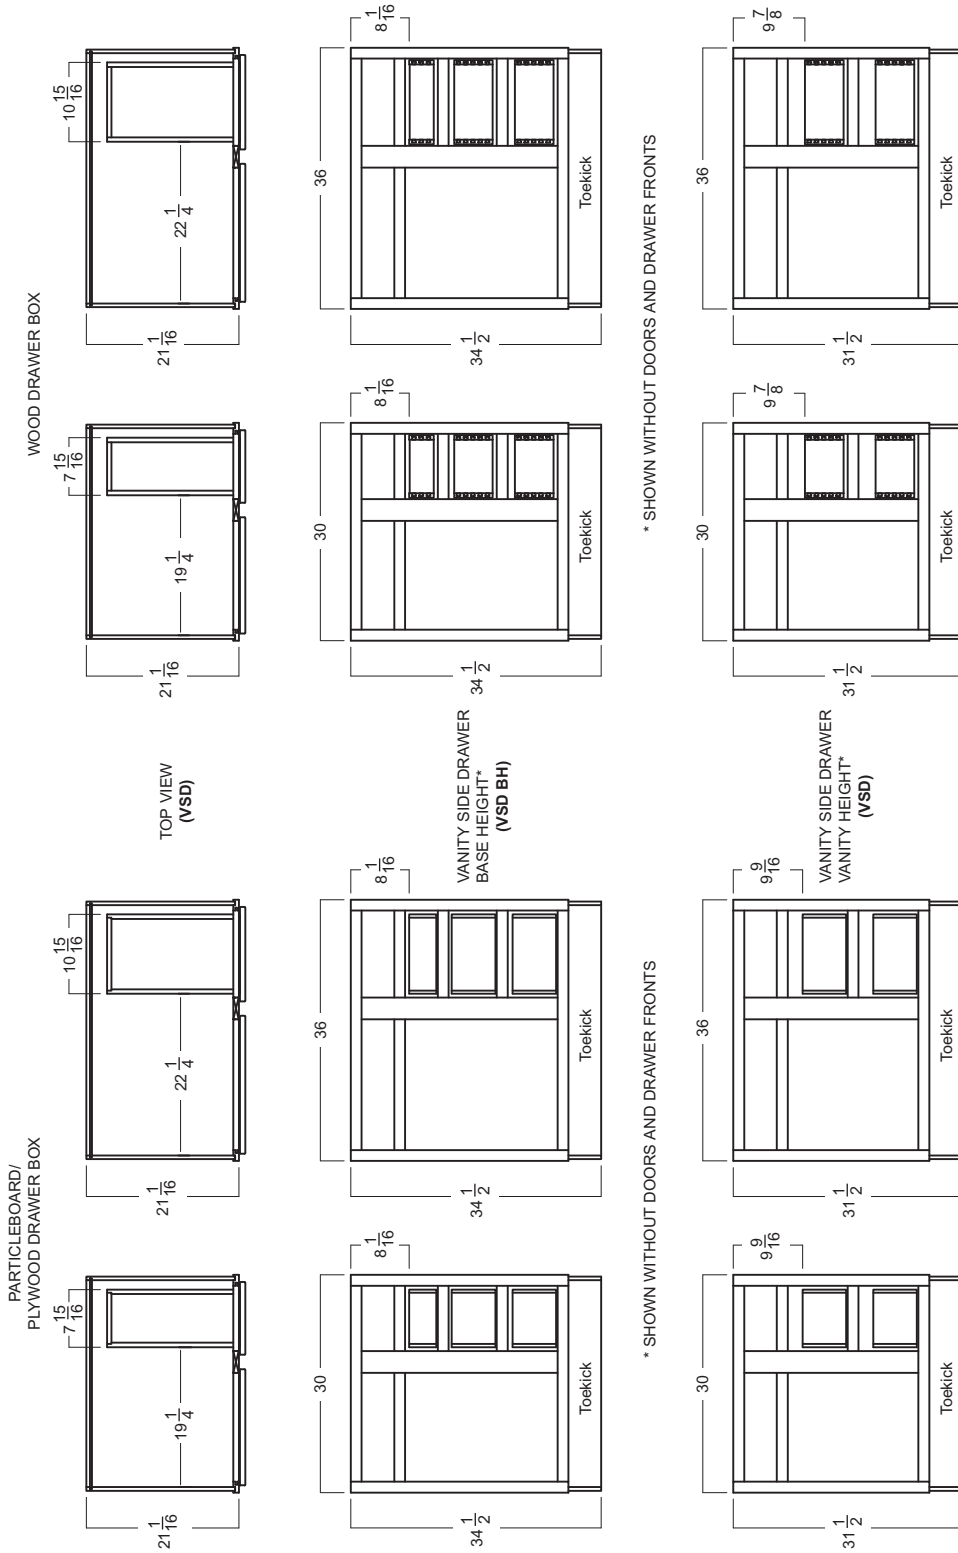 PARTICLEBOARD/
PLYWOOD DRAWER BOX
WOOD DRAWER BOX
7 15/16
10 15/16
7 15/16
10 15/16
21 1/16
19 1/4
21 1/16
22 1/4
TOP VIEW
(VSD)
21 1/16
19 1/4
21 1/16
22 1/4
30
36
30
36
34 1/2
8 1/16
34 1/2
8 1/16
VANITY SIDE DRAWER
BASE HEIGHT*
(VSD BH)
34 1/2
8 1/16
34 1/2
8 1/16
Toekick
Toekick
Toekick
Toekick
* SHOWN WITHOUT DOORS AND DRAWER FRONTS
* SHOWN WITHOUT DOORS AND DRAWER FRONTS
30
36
30
36
31 1/2
9 9/16
31 1/2
9 9/16
VANITY SIDE DRAWER
VANITY HEIGHT*
(VSD)
31 1/2
9 7/8
31 1/2
9 7/8
Toekick
Toekick
Toekick
Toekick